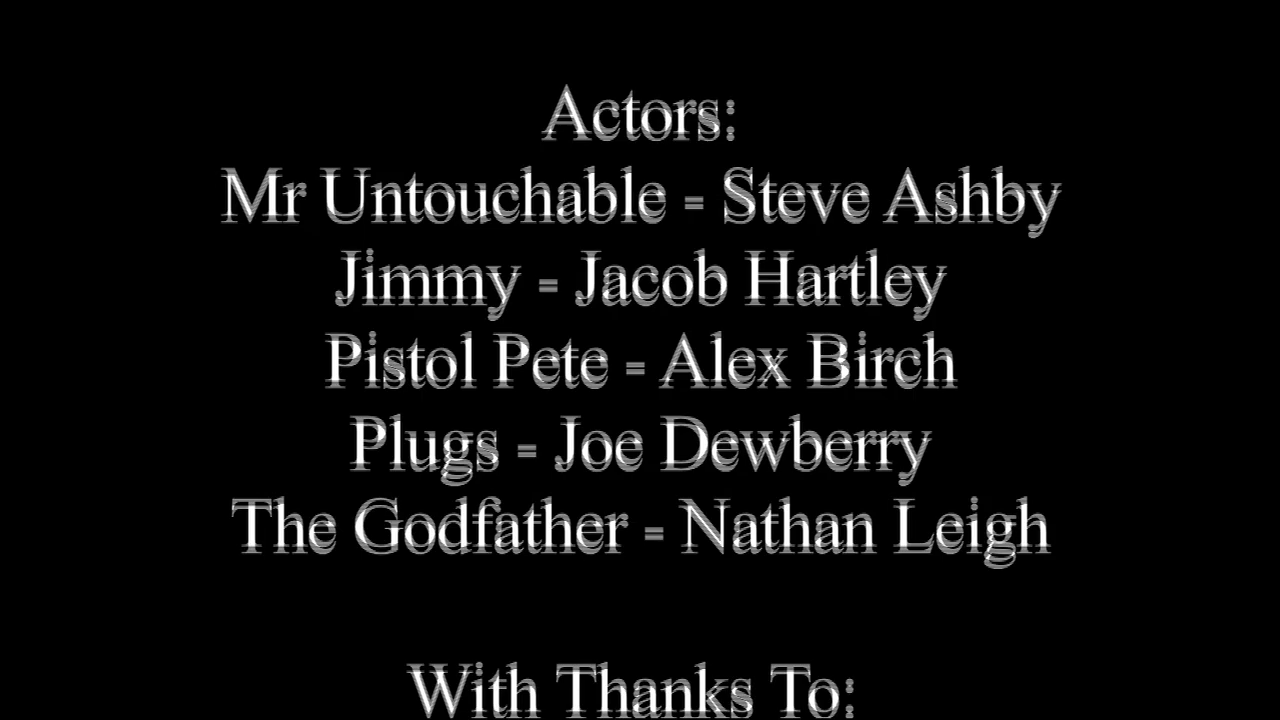 Actors:
Mr Untouchable - Steve Ashby
Jimmy - Jacob Hartley
Pistol Pete - Alex Birch
Plugs - Joe Dewberry
The Godfather - Nathan Leigh
With Thanks To: